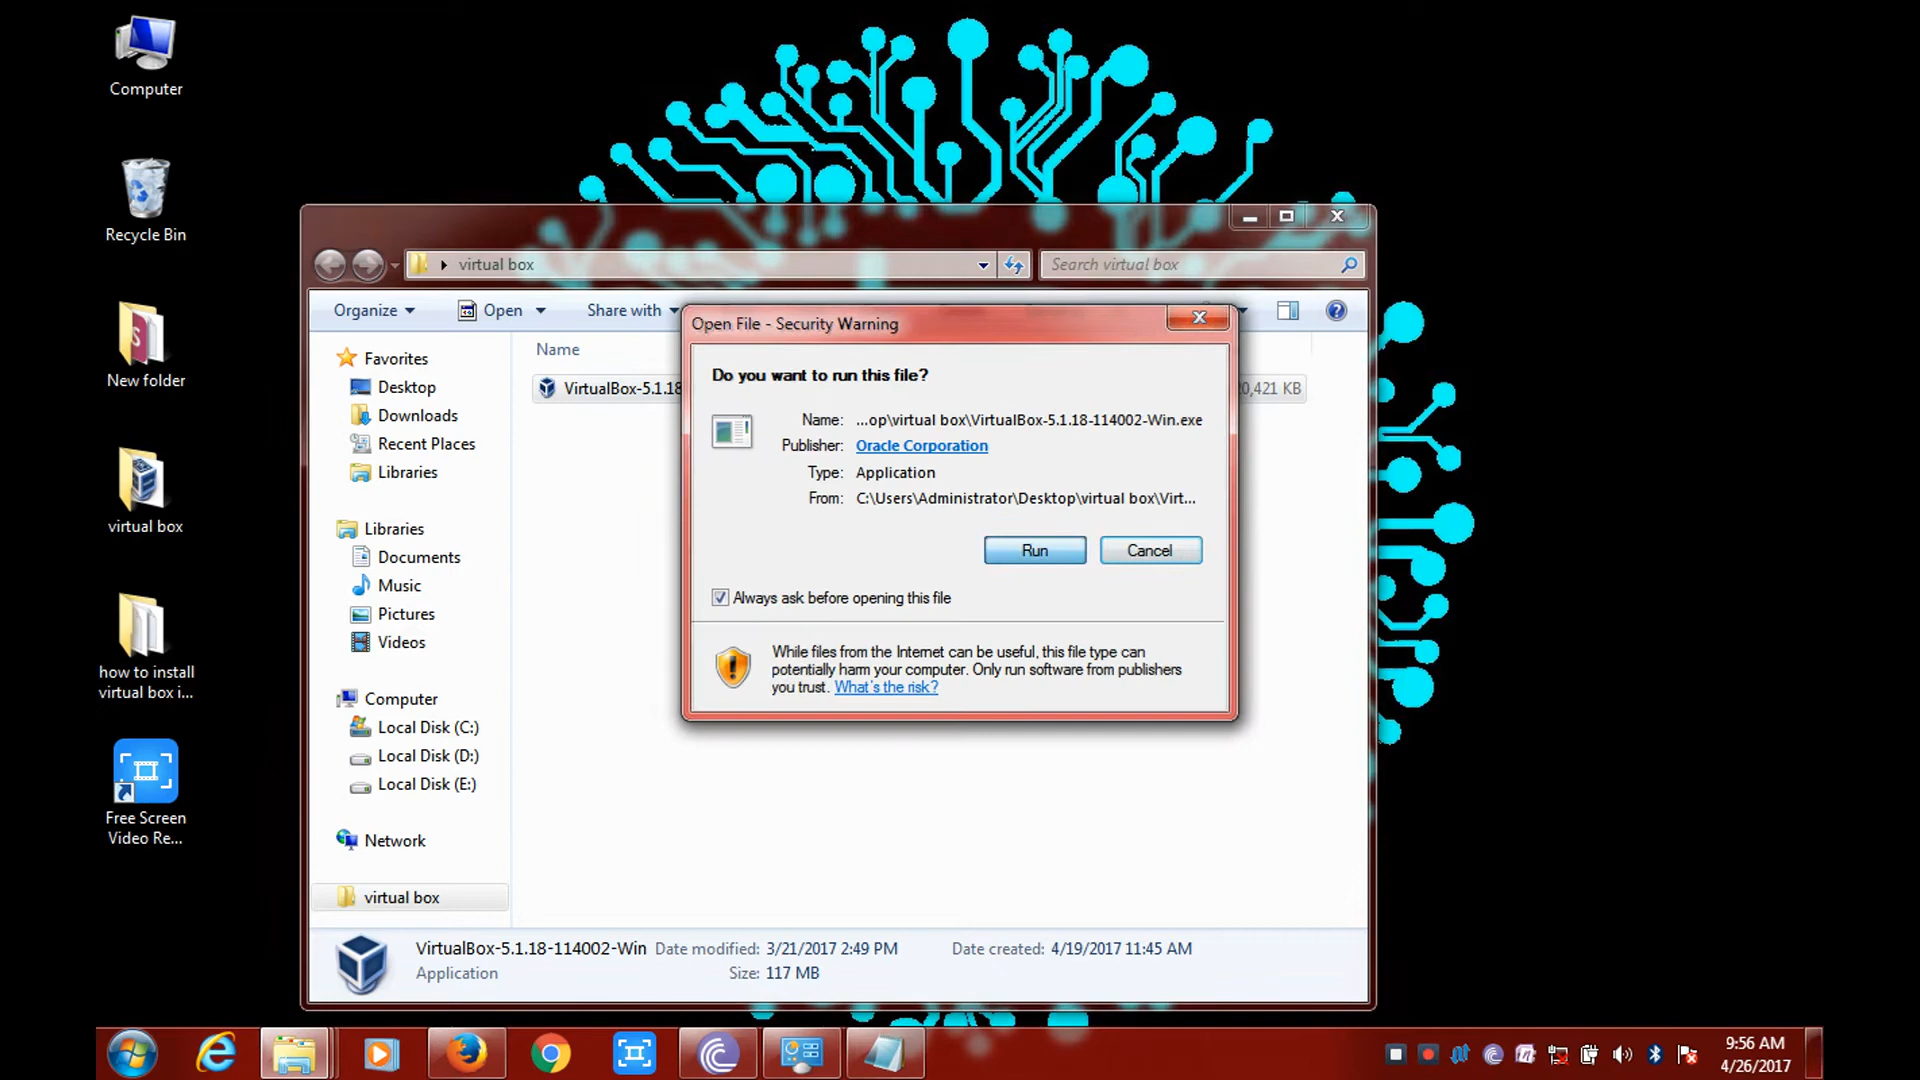 Computer
Recycle Bin
New folder
virtual box
how to install
virtual box i...
Free Screen
Video Re...
virtual box
Search virtual box
Organize
Open
Share with
Favorites
Desktop
Downloads
Recent Places
Libraries
Libraries
Documents
Music
Pictures
Videos
Computer
Local Disk (C:)
Local Disk (D:)
Local Disk (E:)
Network
virtual box
Name
VirtualBox-5.1.18
0,421 KB
Open File - Security Warning
Do you want to run this file?
Name: ...op\virtual box\VirtualBox-5.1.18-114002-Win.exe
Publisher: Oracle Corporation
Type: Application
From: C:\Users\Administrator\Desktop\virtual box\Virt...
Run Cancel
Always ask before opening this file
While files from the Internet can be useful, this file type can
potentially harm your computer. Only run software from publishers
you trust. What's the risk?
VirtualBox-5.1.18-114002-Win Date modified: 3/21/2017 2:49 PM Date created: 4/19/2017 11:45 AM
Application Size: 117 MB
9:56 AM
4/26/2017